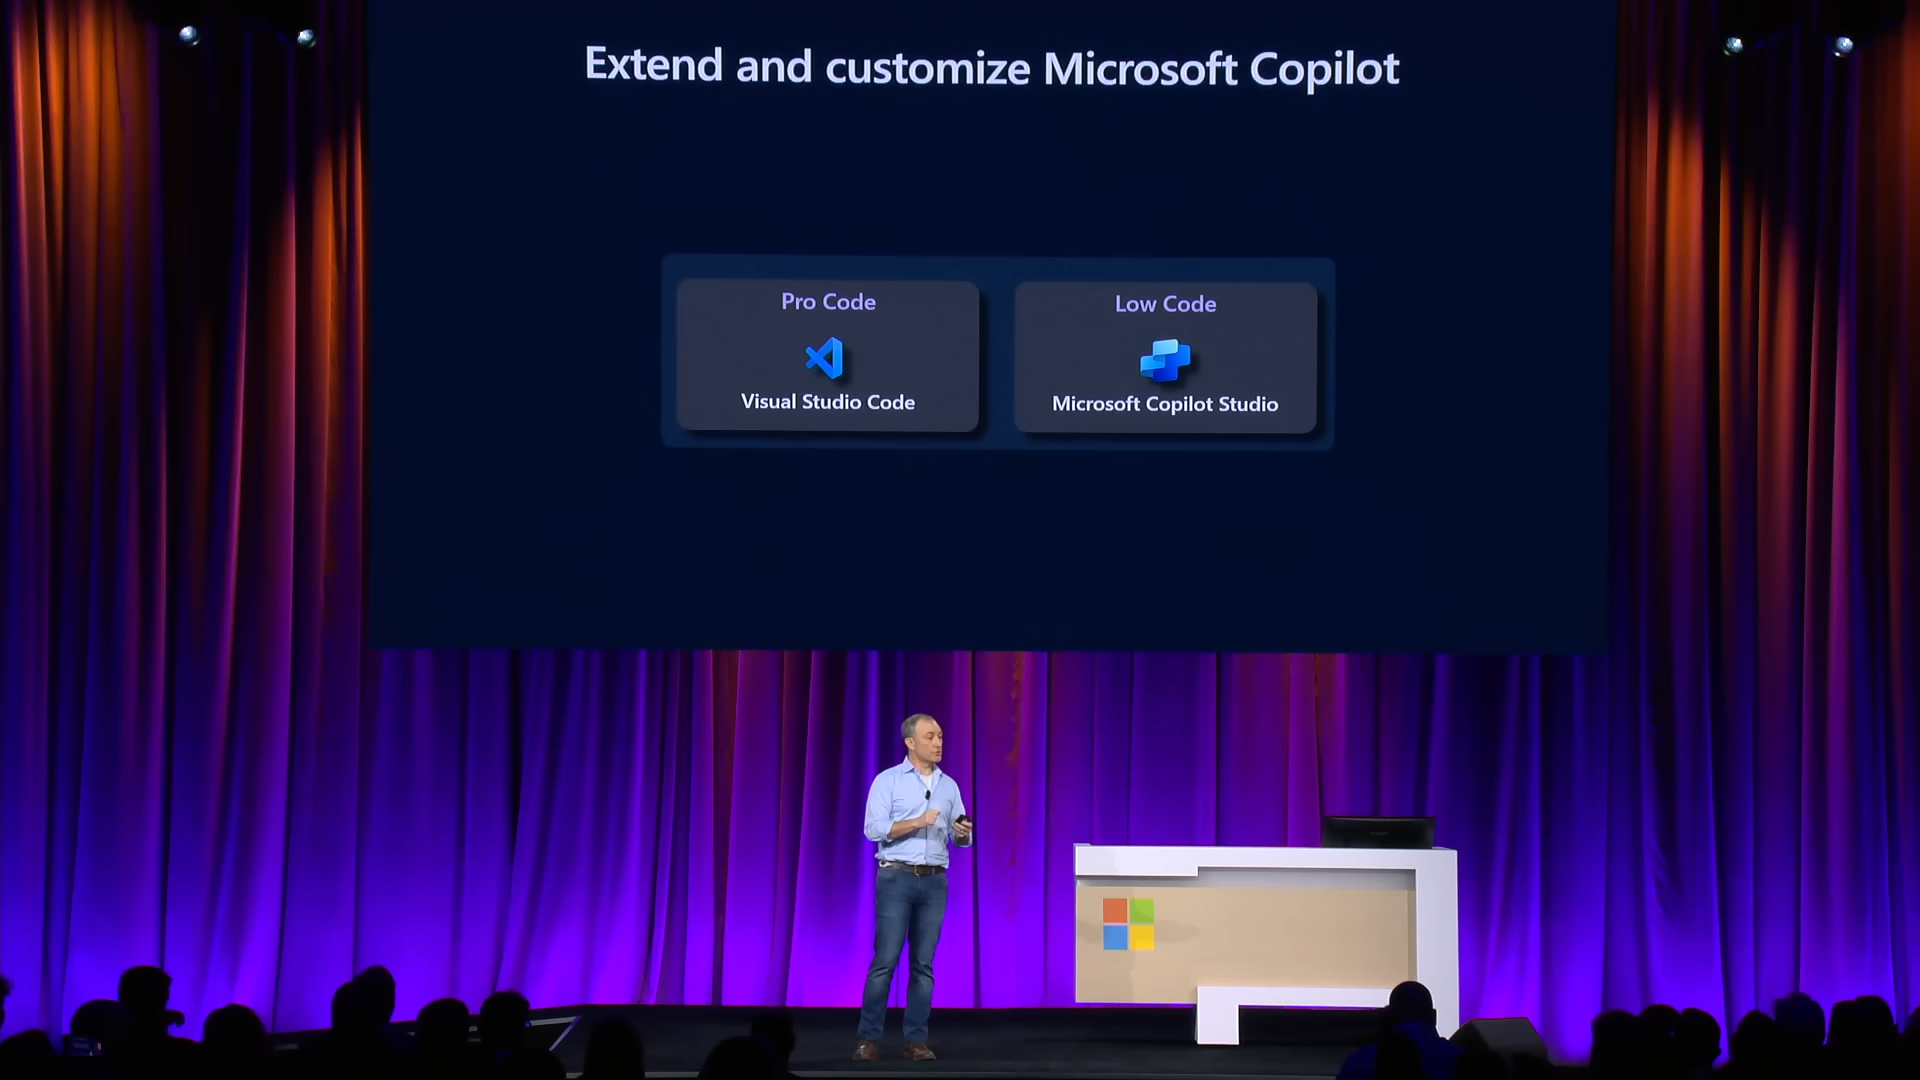 Extend and customize Microsoft Copilot
Pro Code
Visual Studio Code
Low Code
Microsoft Copilot Studio